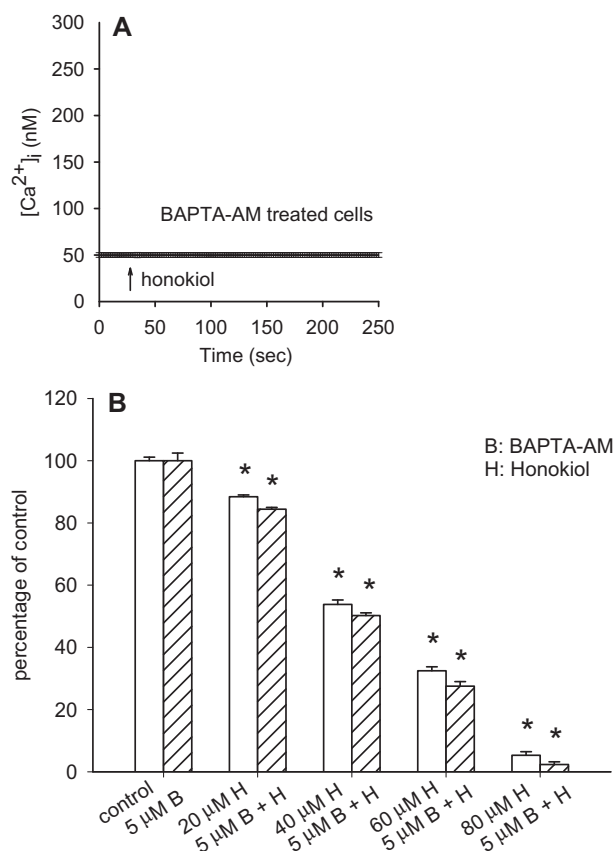 A
300
250
200
150
100
50
0
[Ca2+]i (nM)
BAPTA-AM treated cells
honokiol
0 50 100 150 200 250
Time (sec)
B
120
100
80
60
40
20
0
percentage of control
B: BAPTA-AM
H: Honokiol
* *
* *
* *
* *
control
5 μM B
20 μM H
5 μM B + H
40 μM H
5 μM B + H
60 μM H
5 μM B + H
80 μM H
5 μM B + H